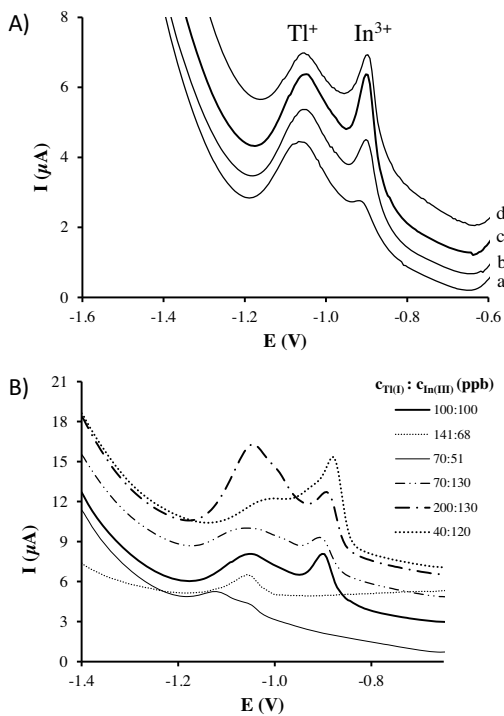 A)
Tl⁺ In³⁺
8
6
4
2
0
I (µA)
d
c
b
a
-1.6 -1.4 -1.2 -1.0 -0.8 -0.6
E (V)
B)
21
18
15
12
9
6
3
0
I (µA)
c_Tl(I) : c_In(III) (ppb)
100:100
141:68
70:51
70:130
200:130
40:120
-1.4 -1.2 -1.0 -0.8
E (V)